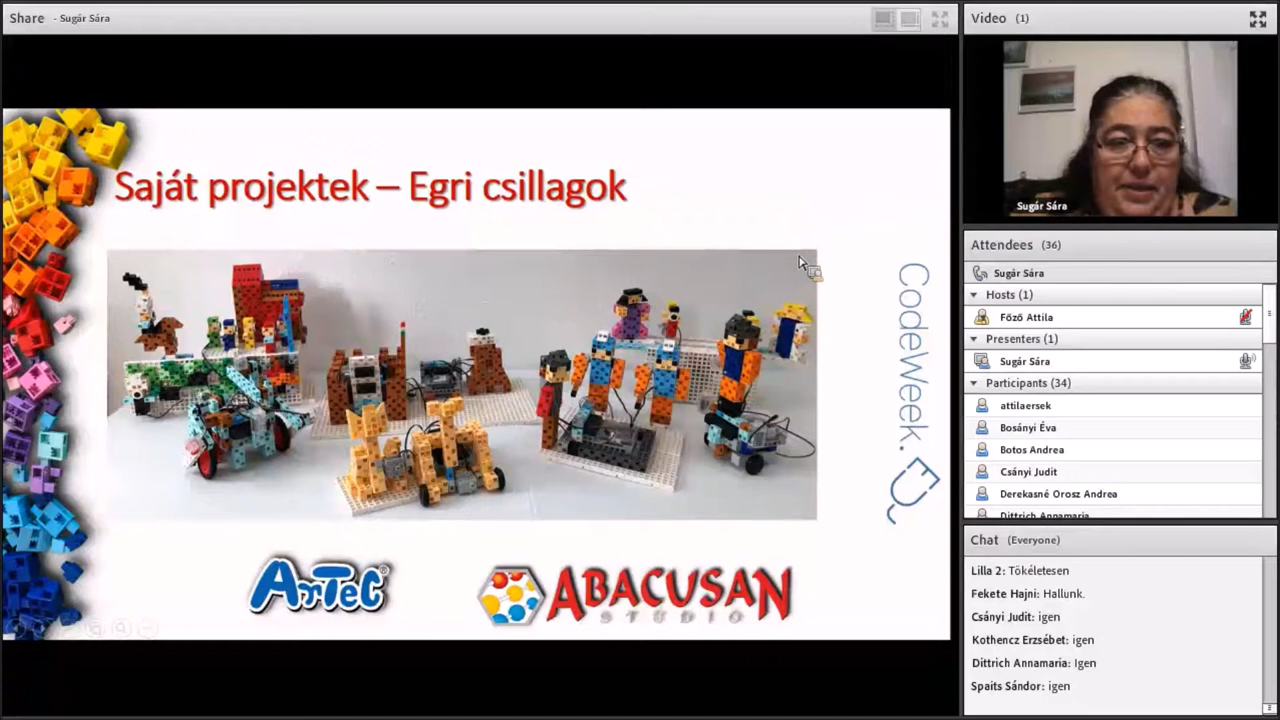 Share - Sugár Sára
Saját projektek – Egri csillagok
CodeWeek.
ArTeC®
ABACUSAN
STÚDIÓ
Video (1)
Sugár Sára
Attendees (36)
Sugár Sára
Hosts (1)
Főző Attila
Presenters (1)
Sugár Sára
Participants (34)
attilaersek
Bosányi Éva
Botos Andrea
Csányi Judit
Derekasné Orosz Andrea
Dittrich Annamaria
Chat (Everyone)
Lilla 2: Tökéletesen
Fekete Hajni: Hallunk.
Csányi Judit: igen
Kothencz Erzsébet: igen
Dittrich Annamaria: Igen
Spaits Sándor: igen